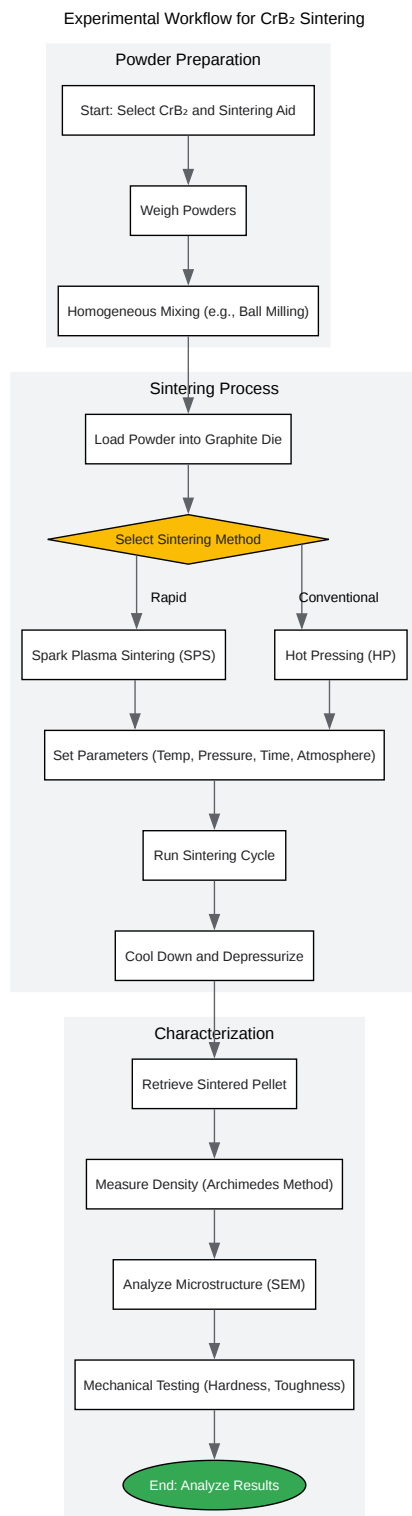 Experimental Workflow for CrB₂ Sintering
Powder Preparation
Start: Select CrB₂ and Sintering Aid
Weigh Powders
Homogeneous Mixing (e.g., Ball Milling)
Sintering Process
Load Powder into Graphite Die
Select Sintering Method
Rapid
Conventional
Spark Plasma Sintering (SPS)
Hot Pressing (HP)
Set Parameters (Temp, Pressure, Time, Atmosphere)
Run Sintering Cycle
Cool Down and Depressurize
Characterization
Retrieve Sintered Pellet
Measure Density (Archimedes Method)
Analyze Microstructure (SEM)
Mechanical Testing (Hardness, Toughness)
End: Analyze Results